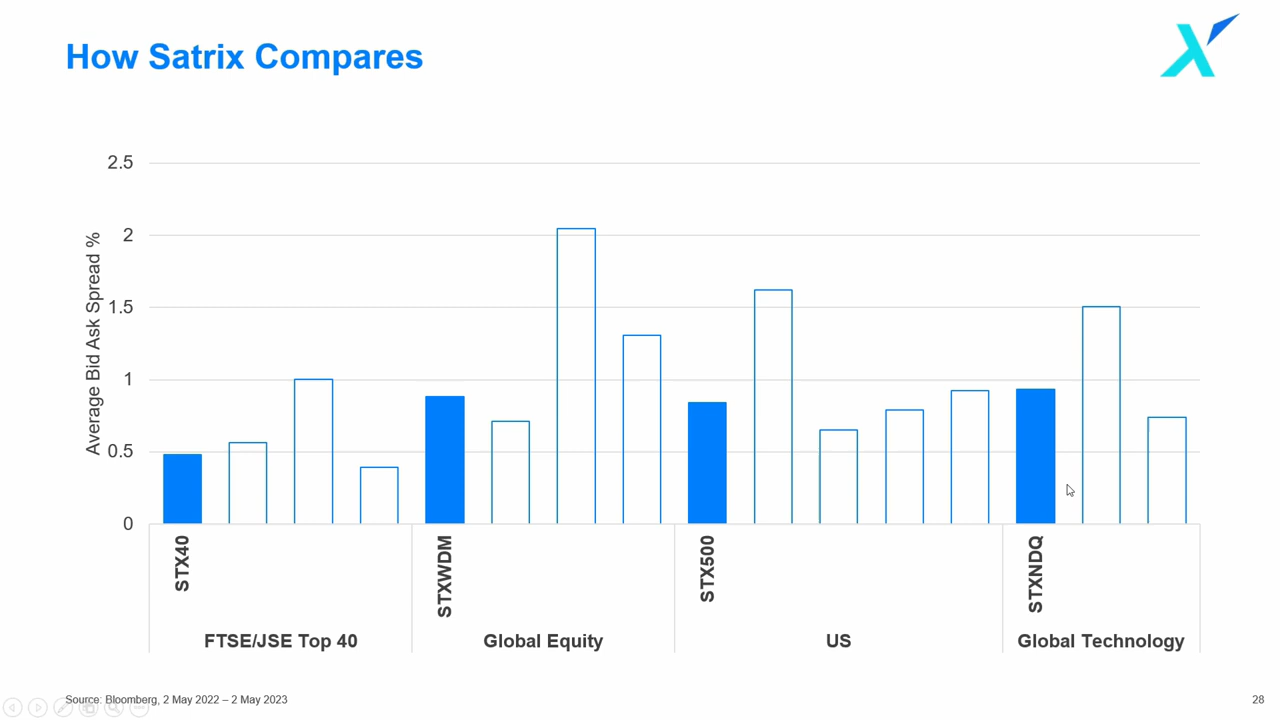 How Satrix Compares
Average Bid Ask Spread %
2.5
2
1.5
1
0.5
0
STX40
STXWDM
STX500
STXNDQ
FTSE/JSE Top 40
Global Equity
US
Global Technology
Source: Bloomberg, 2 May 2022 – 2 May 2023
28